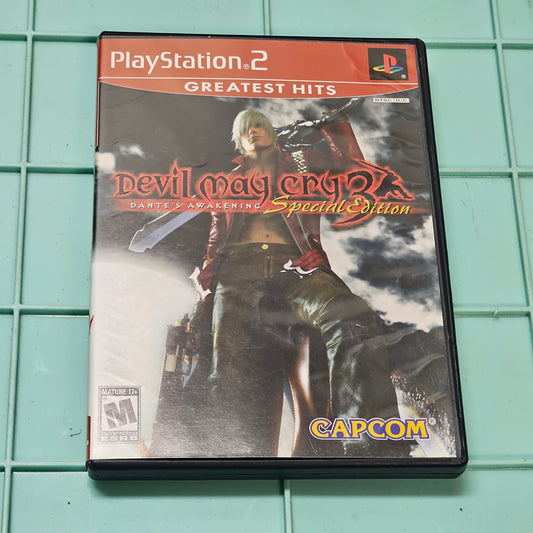 PlayStation®2
GREATEST HITS
NTSC U/C
Devil may cry 3
DANTE'S AWAKENING Special Edition
MATURE 17+
M
ESRB
CAPCOM